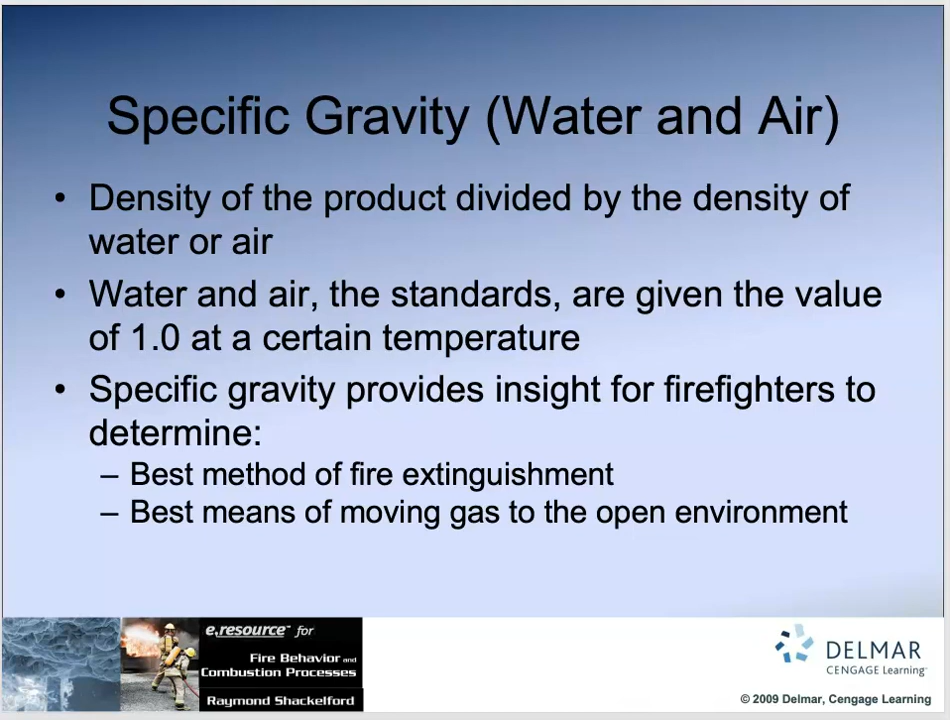 Specific Gravity (Water and Air)
• Density of the product divided by the density of
water or air
• Water and air, the standards, are given the value
of 1.0 at a certain temperature
• Specific gravity provides insight for firefighters to
determine:
– Best method of fire extinguishment
– Best means of moving gas to the open environment
e.resource™ for
Fire Behavior and
Combustion Processes
Raymond Shackelford
DELMAR
CENGAGE Learning™
© 2009 Delmar, Cengage Learning